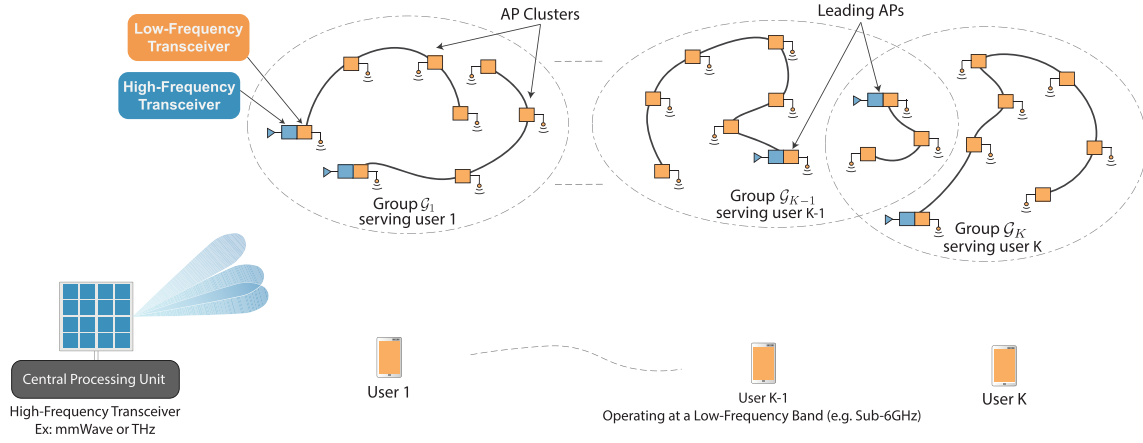 AP Clusters
Leading APs
Low-Frequency
Transceiver
High-Frequency
Transceiver
Group 𝒢₁
serving user 1
Group 𝒢_{K−1}
serving user K-1
Group 𝒢_K
serving user K
Central Processing Unit
High-Frequency Transceiver
Ex: mmWave or THz
User 1
User K-1
Operating at a Low-Frequency Band (e.g. Sub-6GHz)
User K